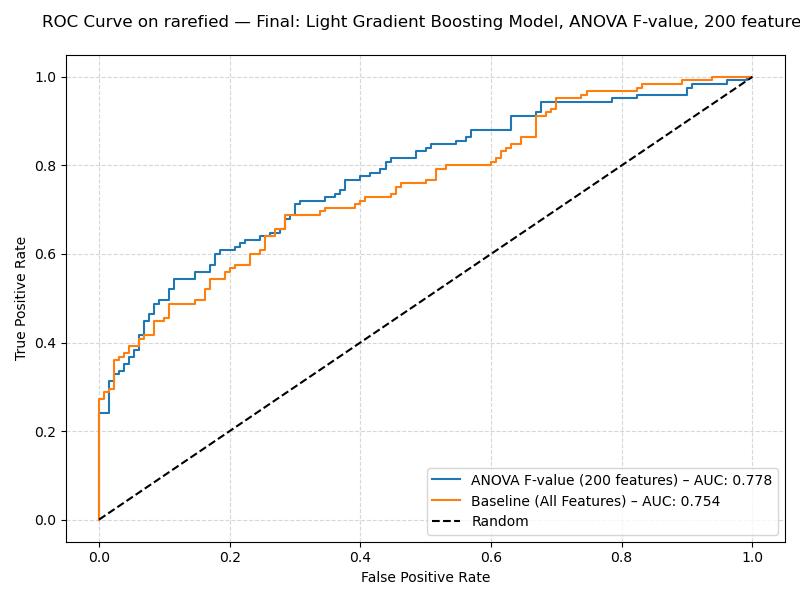 ROC Curve on rarefied — Final: Light Gradient Boosting Model, ANOVA F-value, 200 feature
1.0
0.8
0.6
0.4
0.2
0.0
True Positive Rate
ANOVA F-value (200 features) – AUC: 0.778
Baseline (All Features) – AUC: 0.754
Random
0.0 0.2 0.4 0.6 0.8 1.0
False Positive Rate